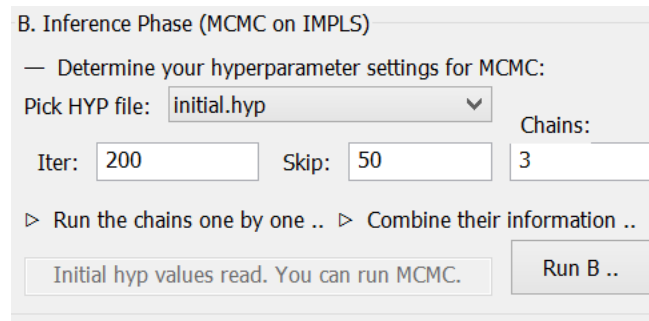 B. Inference Phase (MCMC on IMPLS)
— Determine your hyperparameter settings for MCMC:
Pick HYP file: initial.hyp
Chains:
Iter: 200 Skip: 50 3
▷ Run the chains one by one .. ▷ Combine their information ..
Initial hyp values read. You can run MCMC. Run B ..